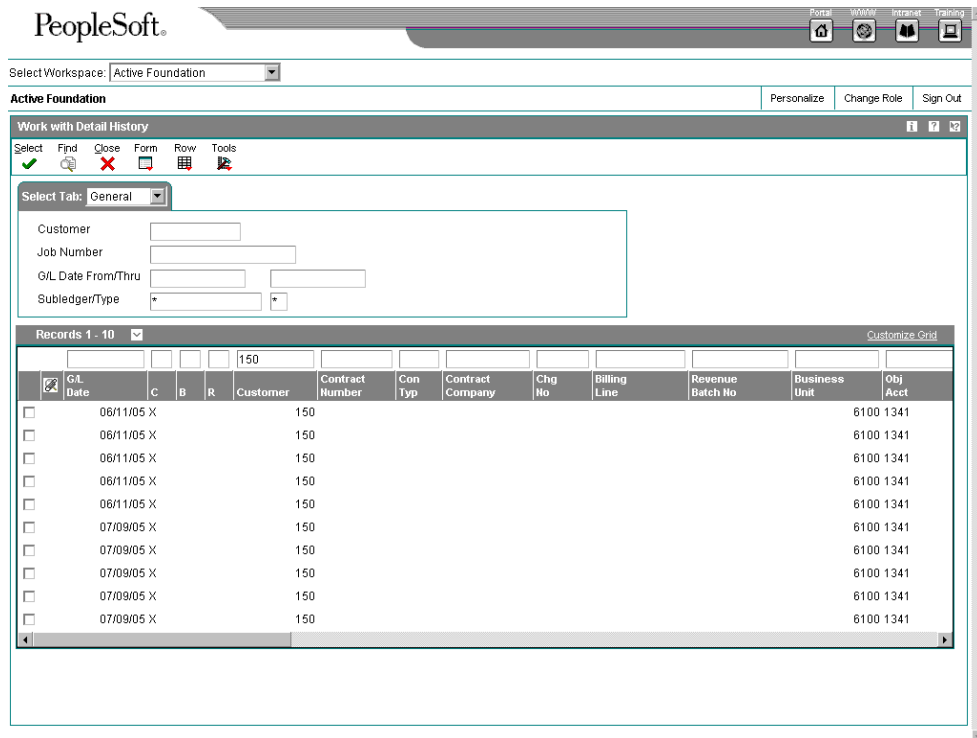 Portal WWW Intranet Training
PeopleSoft.
Select Workspace: Active Foundation
Active Foundation Personalize Change Role Sign Out
Work with Detail History
Select Find Close Form Row Tools
Select Tab: General
Customer
Job Number
G/L Date From/Thru
Subledger/Type * *
Records 1 - 10 Customize Grid
150
G/L Date C B R Customer Contract Number Con Typ Contract Company Chg No Billing Line Revenue Batch No Business Unit Obj Acct
06/11/05 X 150 6100 1341
06/11/05 X 150 6100 1341
06/11/05 X 150 6100 1341
06/11/05 X 150 6100 1341
06/11/05 X 150 6100 1341
07/09/05 X 150 6100 1341
07/09/05 X 150 6100 1341
07/09/05 X 150 6100 1341
07/09/05 X 150 6100 1341
07/09/05 X 150 6100 1341